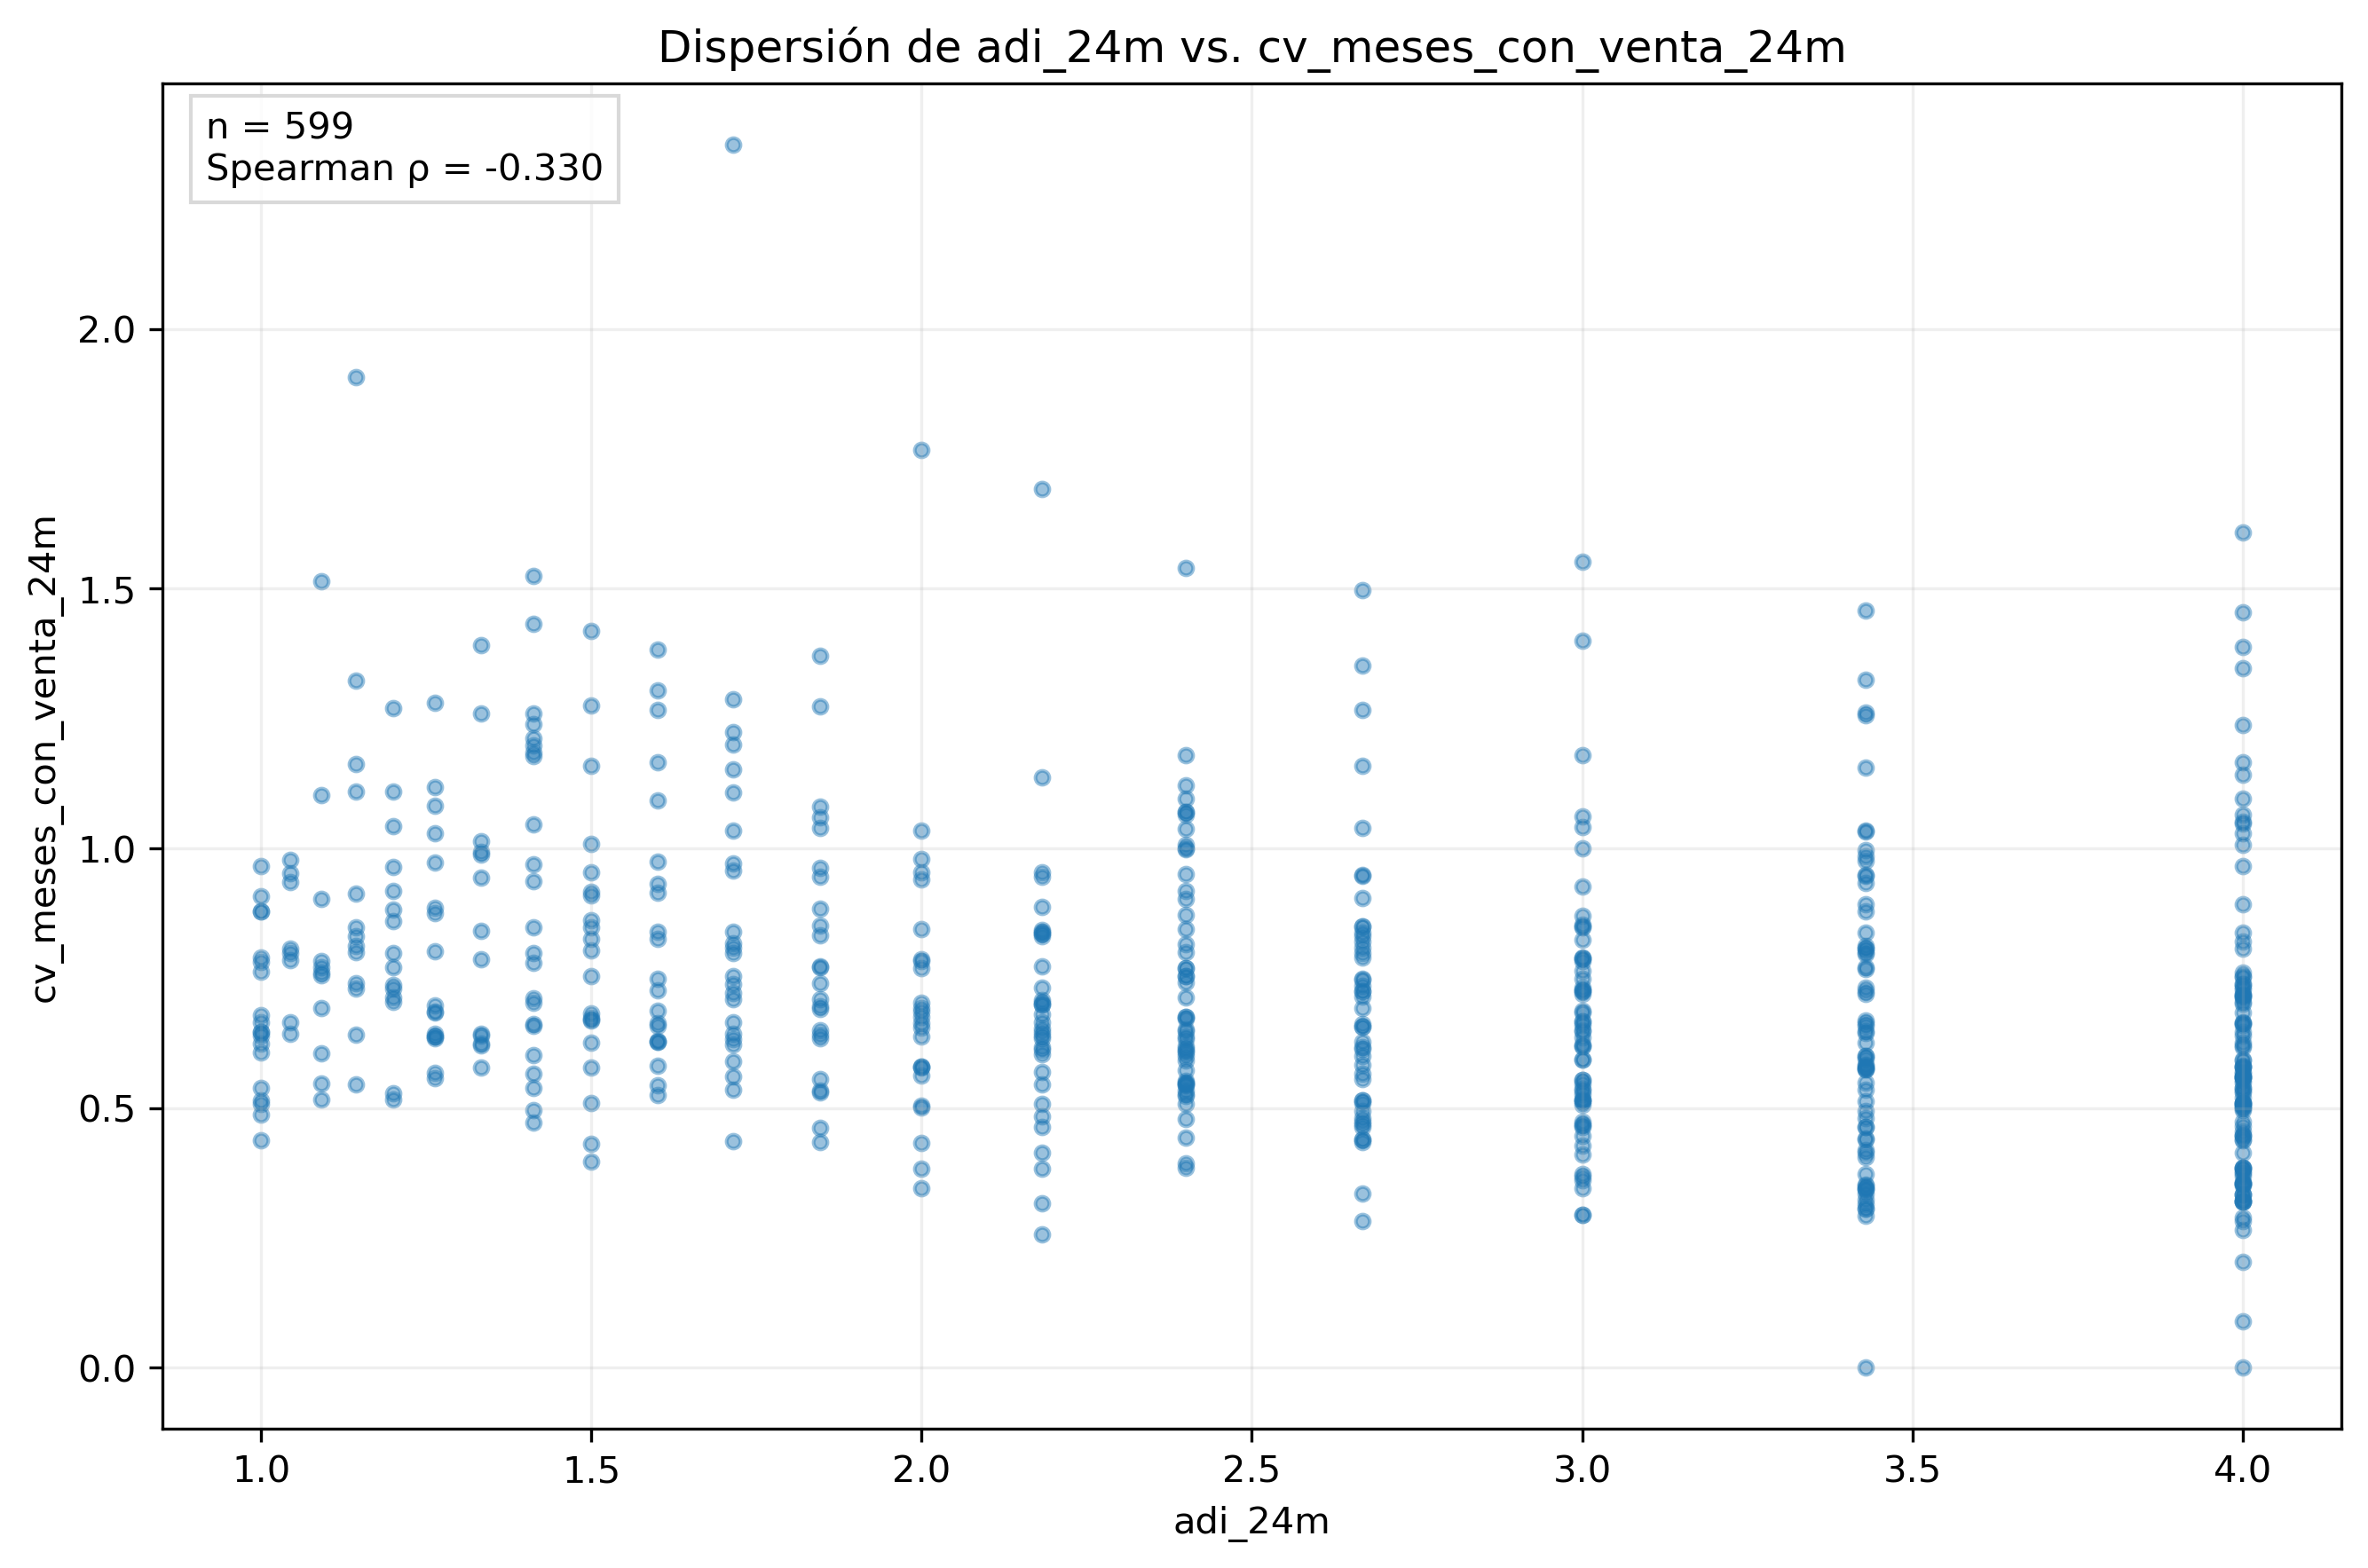 Dispersión de adi_24m vs. cv_meses_con_venta_24m
n = 599
Spearman ρ = -0.330
cv_meses_con_venta_24m
2.0
1.5
1.0
0.5
0.0
1.0 1.5 2.0 2.5 3.0 3.5 4.0
adi_24m